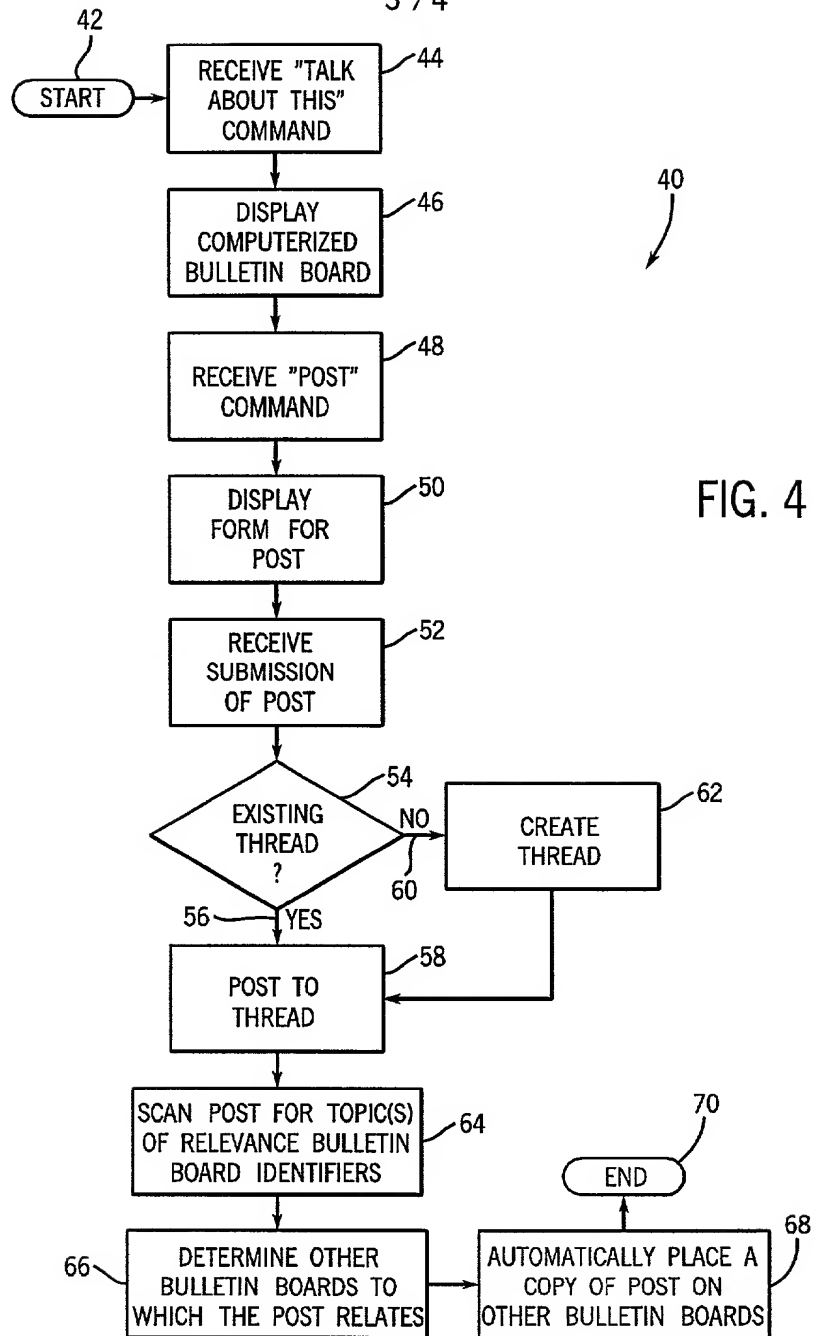 3 / 4
42
START
RECEIVE "TALK
ABOUT THIS"
COMMAND
44
40
DISPLAY
COMPUTERIZED
BULLETIN BOARD
46
RECEIVE "POST"
COMMAND
48
DISPLAY
FORM FOR
POST
50
FIG. 4
RECEIVE
SUBMISSION
OF POST
52
EXISTING
THREAD
?
54
NO
60
CREATE
THREAD
62
56
YES
POST TO
THREAD
58
SCAN POST FOR TOPIC(S)
OF RELEVANCE BULLETIN
BOARD IDENTIFIERS
64
66
DETERMINE OTHER
BULLETIN BOARDS TO
WHICH THE POST RELATES
AUTOMATICALLY PLACE A
COPY OF POST ON
OTHER BULLETIN BOARDS
68
END
70